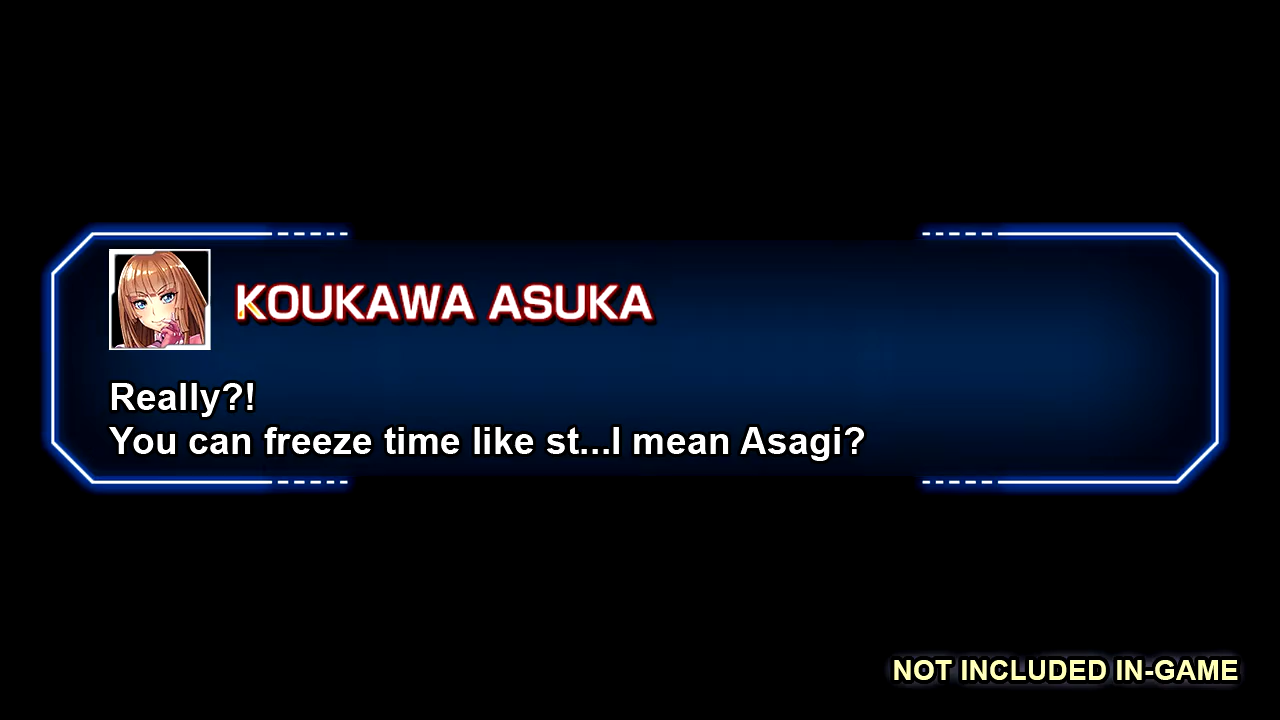 KOUKAWA ASUKA
Really?!
You can freeze time like st...I mean Asagi?
NOT INCLUDED IN-GAME